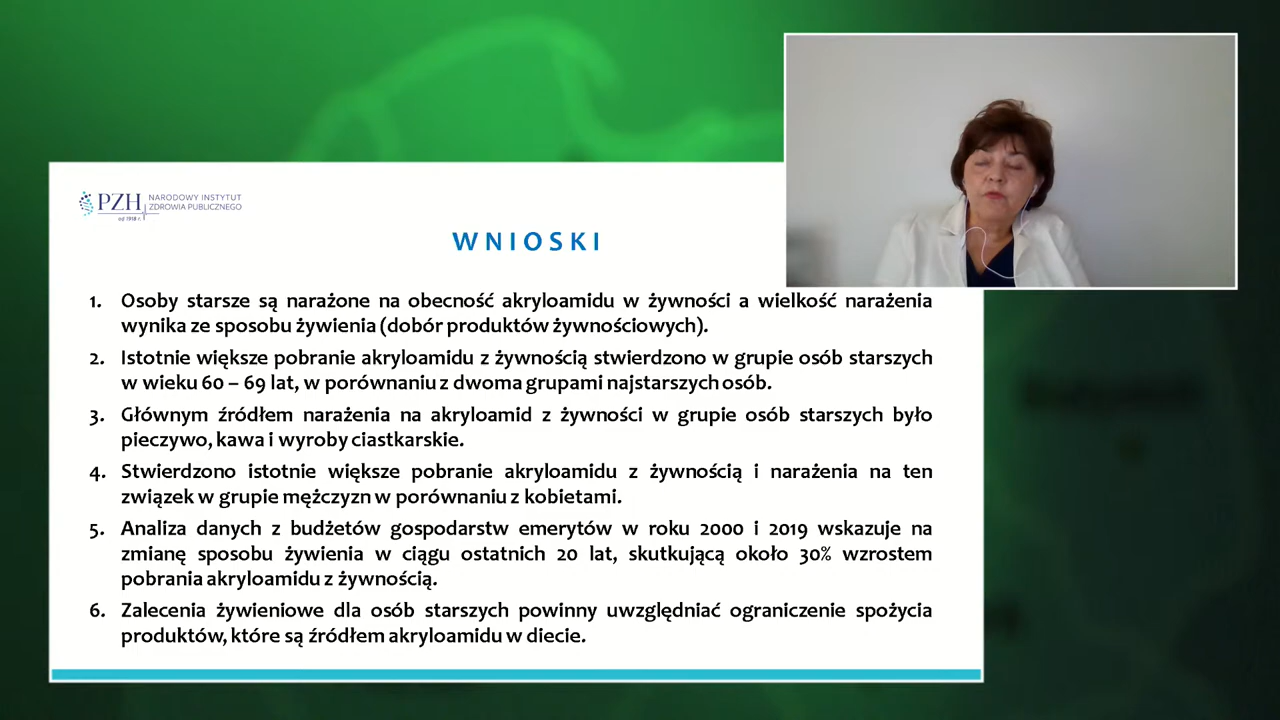 PZH
NARODOWY INSTYTUT
ZDROWIA PUBLICZNEGO
od 1918 r.
WNIOSKI
1. Osoby starsze są narażone na obecność akryloamidu w żywności a wielkość narażenia
wynika ze sposobu żywienia (dobór produktów żywnościowych).
2. Istotnie większe pobranie akryloamidu z żywnością stwierdzono w grupie osób starszych
w wieku 60 – 69 lat, w porównaniu z dwoma grupami najstarszych osób.
3. Głównym źródłem narażenia na akryloamid z żywności w grupie osób starszych było
pieczywo, kawa i wyroby ciastkarskie.
4. Stwierdzono istotnie większe pobranie akryloamidu z żywnością i narażenia na ten
związek w grupie mężczyzn w porównaniu z kobietami.
5. Analiza danych z budżetów gospodarstw emerytów w roku 2000 i 2019 wskazuje na
zmianę sposobu żywienia w ciągu ostatnich 20 lat, skutkującą około 30% wzrostem
pobrania akryloamidu z żywnością.
6. Zalecenia żywieniowe dla osób starszych powinny uwzględniać ograniczenie spożycia
produktów, które są źródłem akryloamidu w diecie.